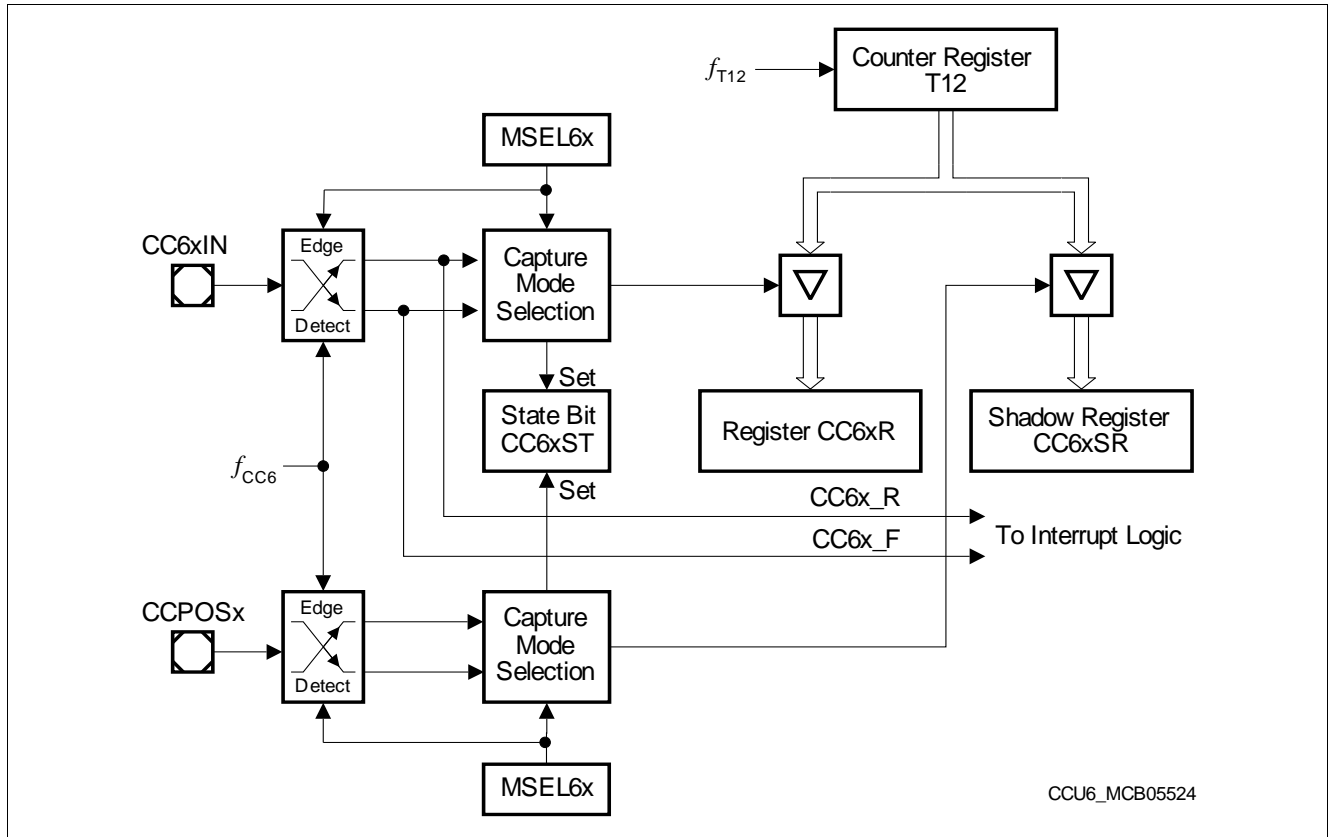 Counter Register
T12
fT12
MSEL6x
CC6xIN
Edge
Detect
Capture
Mode
Selection
Set
State Bit
CC6xST
Register CC6xR
Shadow Register
CC6xSR
fCC6
Set
CC6x_R
CC6x_F
To Interrupt Logic
CCPOSx
Edge
Detect
Capture
Mode
Selection
MSEL6x
CCU6_MCB05524